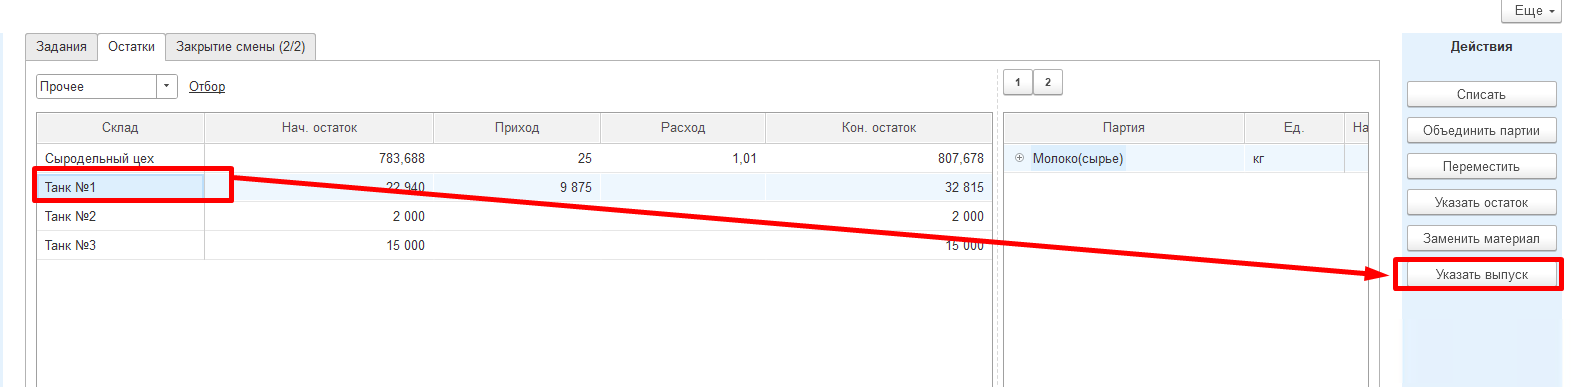 Еще
Задания Остатки Закрытие смены (2/2)
Действия
Прочее Отбор
1 2
Склад Нач. остаток Приход Расход Кон. остаток
Сыродельный цех 783,688 25 1,01 807,678
Танк №1 22 940 9 875 32 815
Танк №2 2 000 2 000
Танк №3 15 000 15 000
Партия Ед. На
Молоко(сырье) кг
Списать
Объединить партии
Переместить
Указать остаток
Заменить материал
Указать выпуск